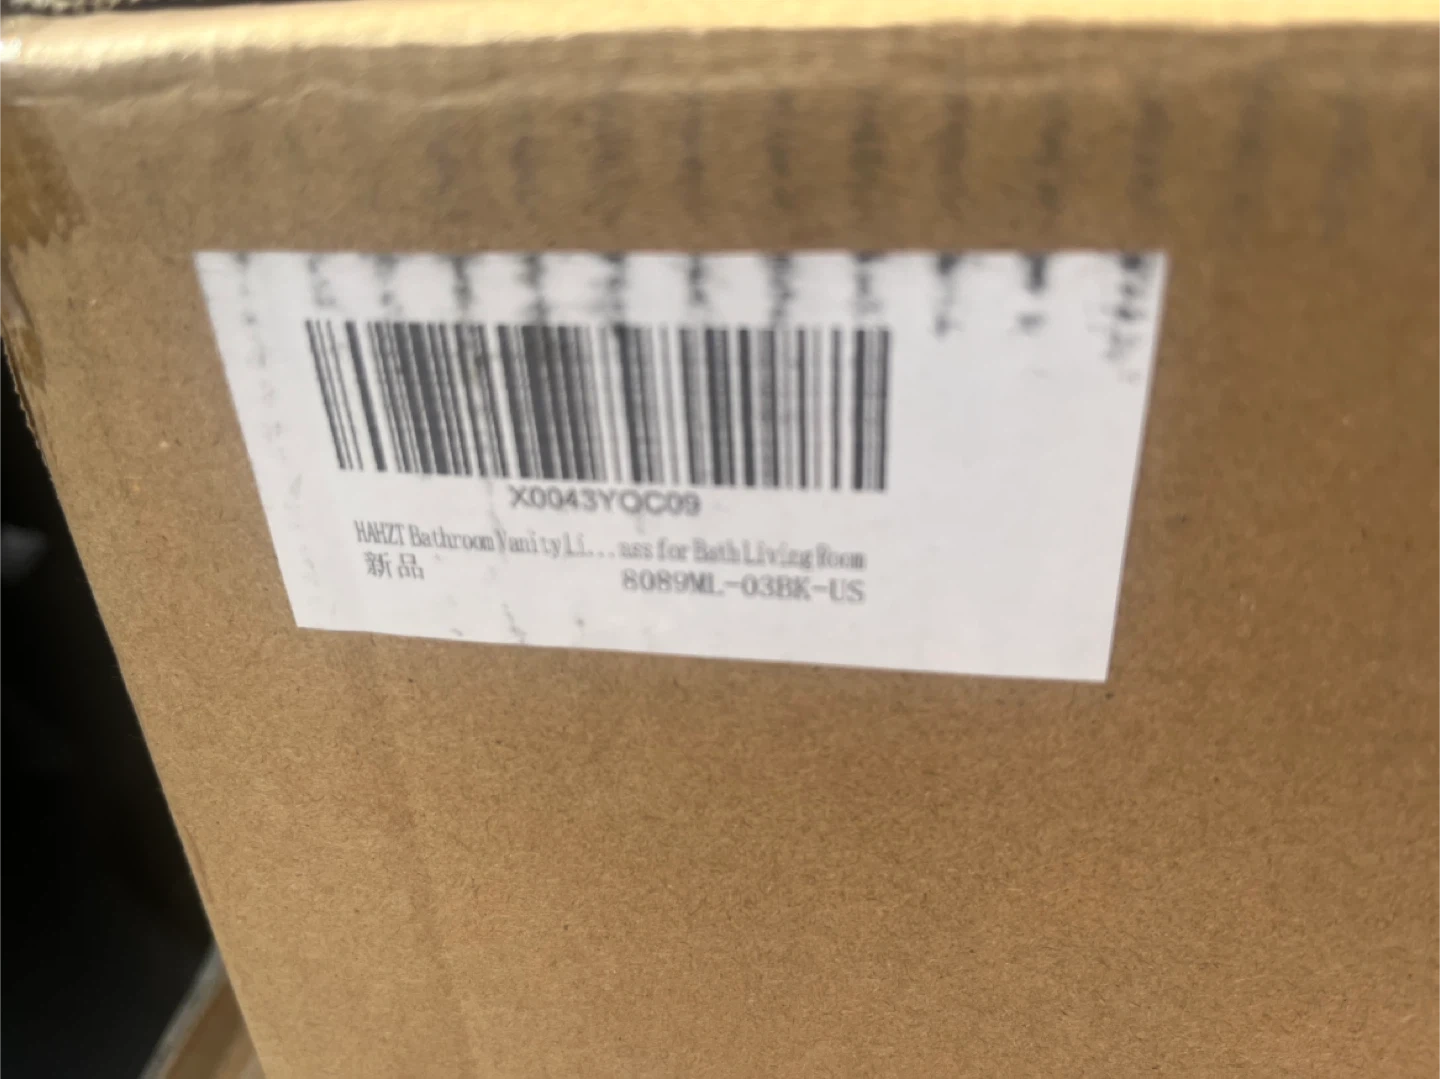 X0043YQC09
HAHZT Bathroom Vanity Li...ass for Bath Living Room
新品
8089ML-03BK-US